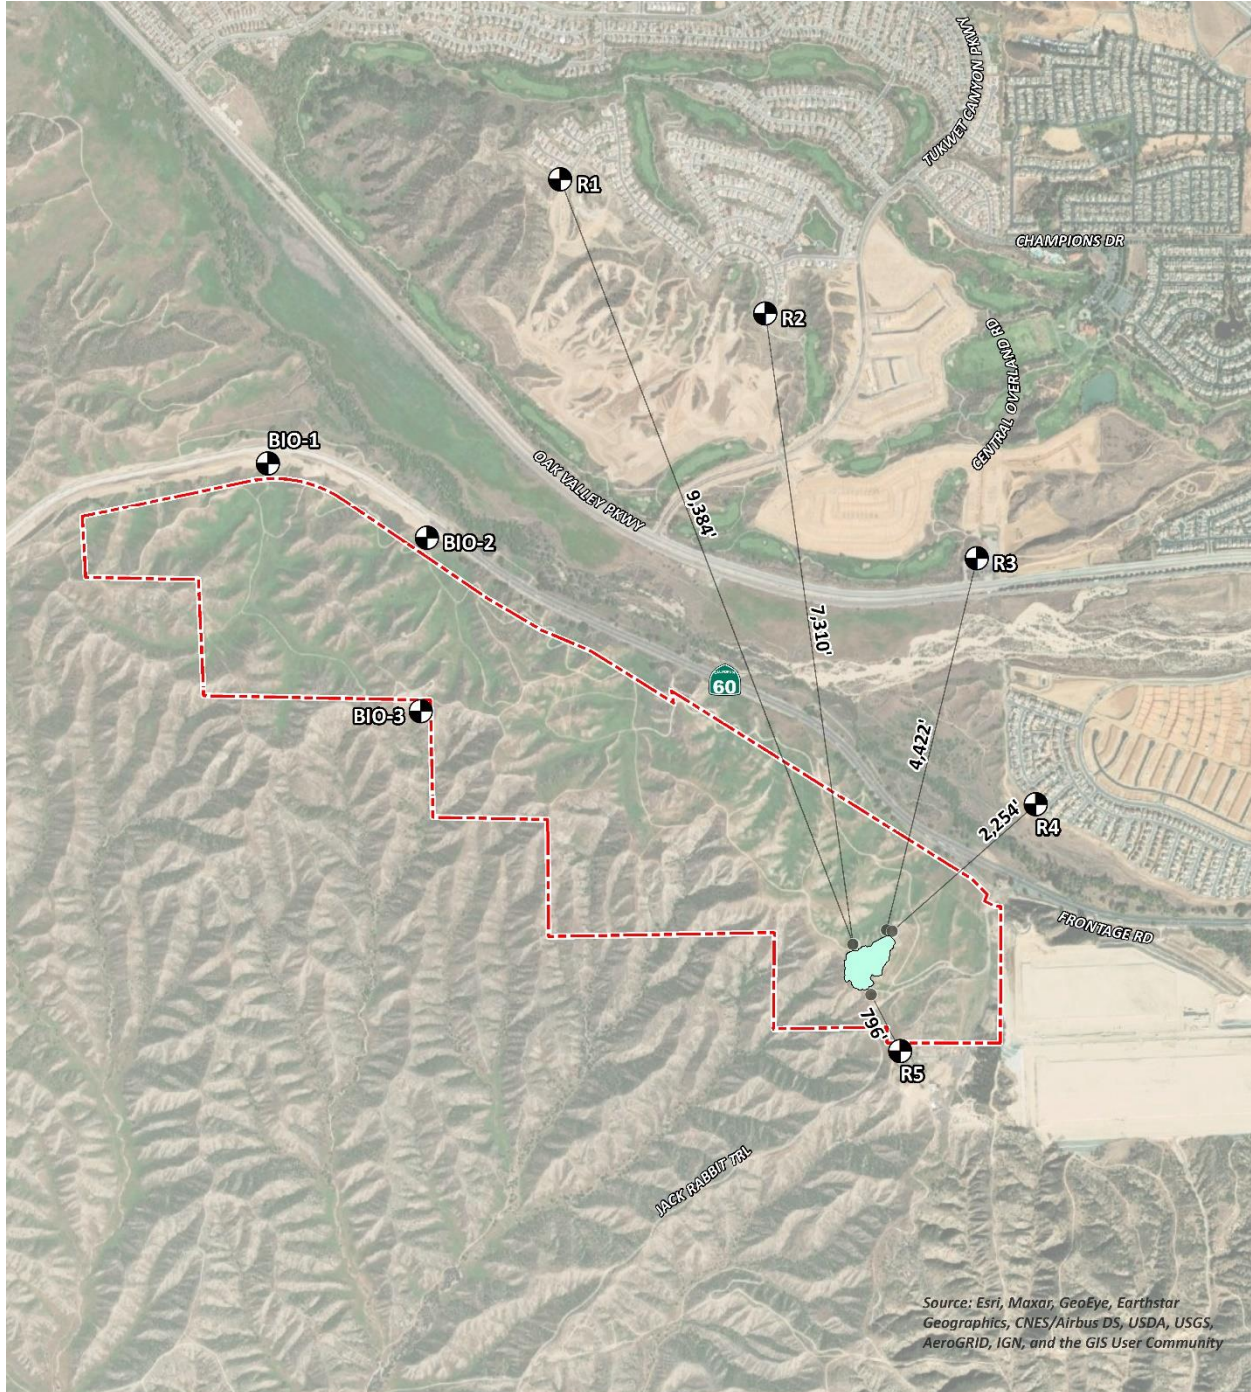 TUKWET CANYON PKWY
R1
CHAMPIONS DR
R2
CENTRAL OVERLAND RD
BIO-1
OAK VALLEY PKWY
9,384'
BIO-2
R3
7,310'
CALIFORNIA
60
BIO-3
4,422'
2,254'
R4
FRONTAGE RD
796'
R5
JACK RABBIT TRL
Source: Esri, Maxar, GeoEye, Earthstar
Geographics, CNES/Airbus DS, USDA, USGS,
AeroGRID, IGN, and the GIS User Community